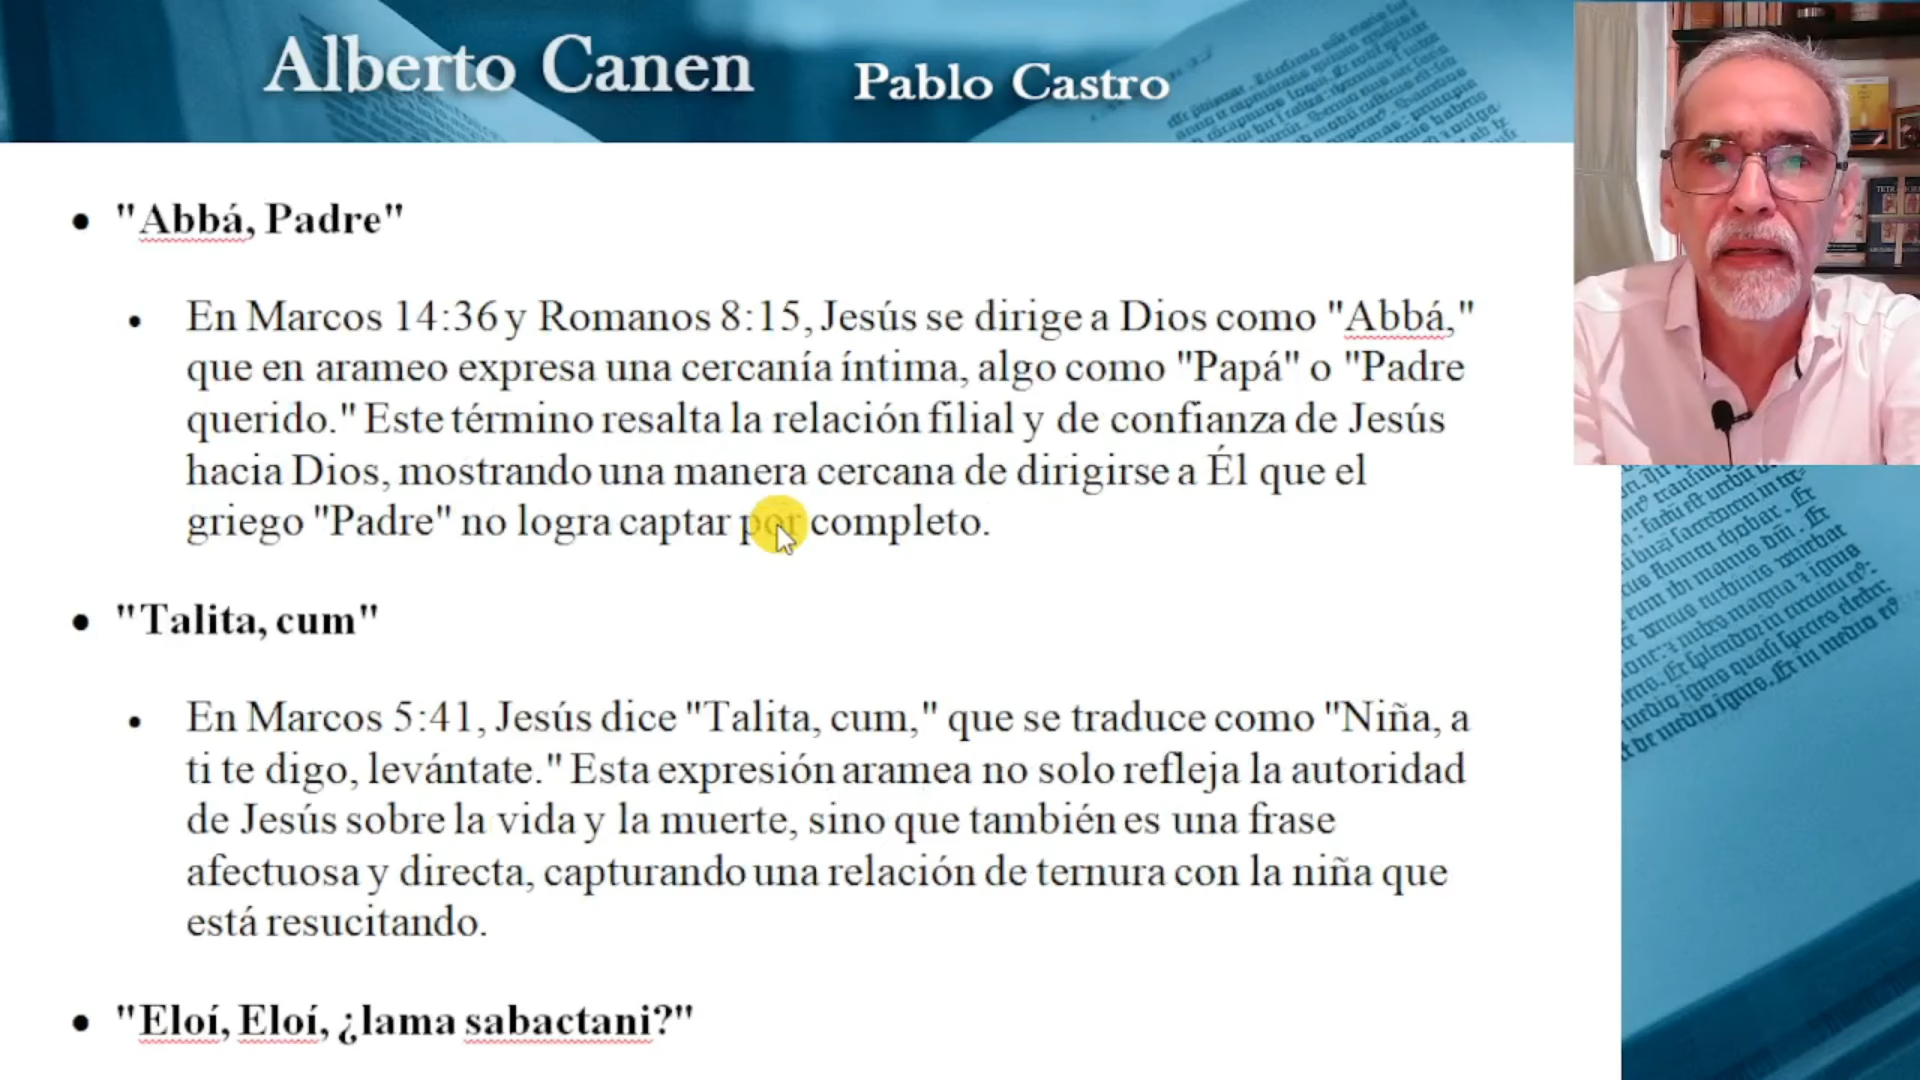 Alberto Canen
Pablo Castro
• "Abbá, Padre"
• En Marcos 14:36 y Romanos 8:15, Jesús se dirige a Dios como "Abbá,"
que en arameo expresa una cercanía íntima, algo como "Papá" o "Padre
querido." Este término resalta la relación filial y de confianza de Jesús
hacia Dios, mostrando una manera cercana de dirigirse a Él que el
griego "Padre" no logra captar por completo.
• "Talita, cum"
• En Marcos 5:41, Jesús dice "Talita, cum," que se traduce como "Niña, a
ti te digo, levántate." Esta expresión aramea no solo refleja la autoridad
de Jesús sobre la vida y la muerte, sino que también es una frase
afectuosa y directa, capturando una relación de ternura con la niña que
está resucitando.
• "Eloí, Eloí, ¿lama sabactani?"